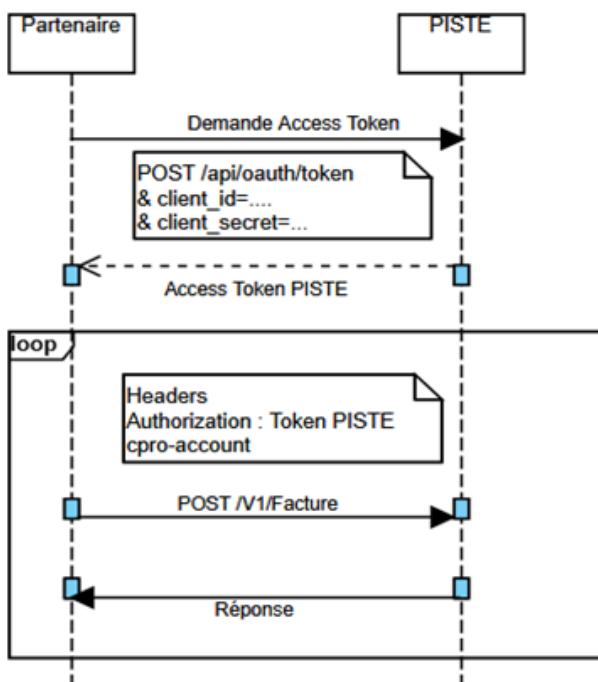 Partenaire
PISTE
Demande Access Token
POST /api/oauth/token
& client_id=....
& client_secret=...
Access Token PISTE
loop
Headers
Authorization : Token PISTE
cpro-account
POST /V1/Facture
Réponse